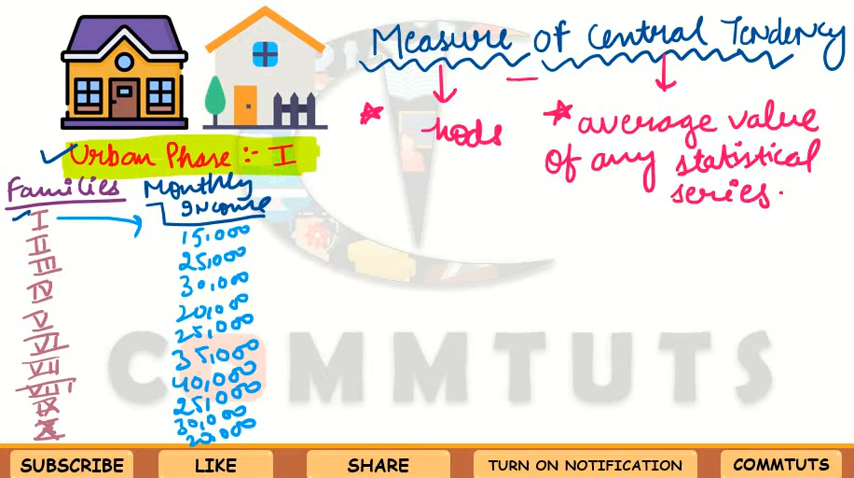 Measure of Central Tendency
mods
average value
of any statistical
series.
Urban Phase :- I
Families Monthly
Income
I
II
III
IV
V
VI
VII
VIII
IX
X
15,000
25,000
30,000
20,000
25,000
35,000
40,000
25,000
30,000
20,000
COMMTUTS
SUBSCRIBE LIKE SHARE TURN ON NOTIFICATION COMMTUTS